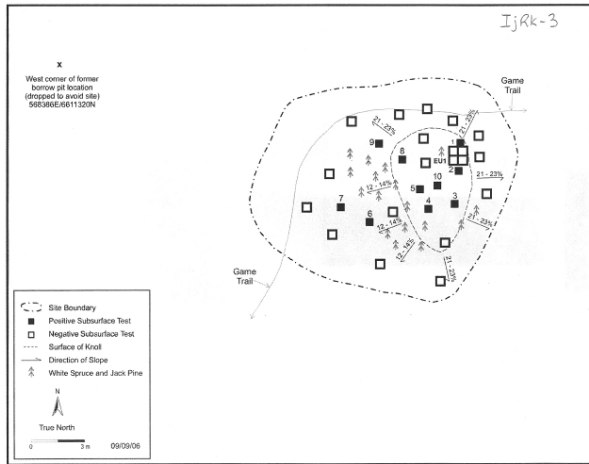 IjRk-3
x
West corner of former
borrow pit location
(dropped to avoid site)
568386E/6611320N
Game
Trail
21 - 23%
21 - 23%
9
8
1
EU1
2
21 - 23%
12 - 14%
5
10
7
6
4
3
12 - 14%
21 - 23%
12 - 14%
21 - 23%
Game
Trail
Site Boundary
Positive Subsurface Test
Negative Subsurface Test
Surface of Knoll
Direction of Slope
White Spruce and Jack Pine
N
True North
0 3 m
09/09/06